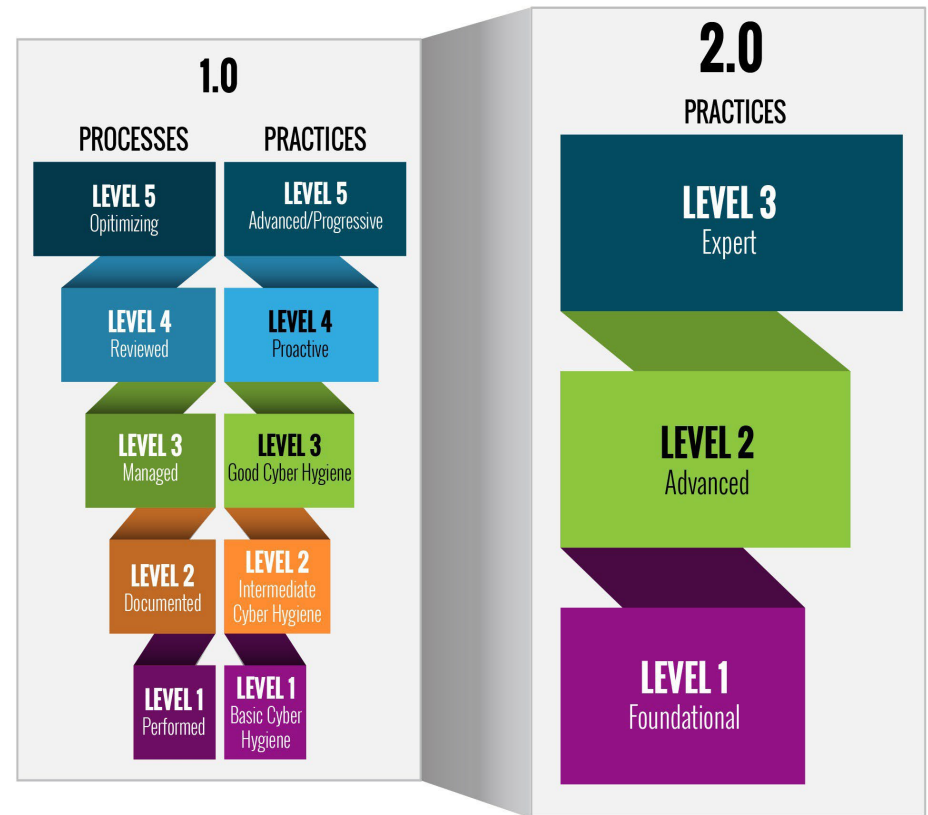 1.0
PROCESSES
PRACTICES
LEVEL 5
Opitimizing
LEVEL 5
Advanced/Progressive
LEVEL 4
Reviewed
LEVEL 4
Proactive
LEVEL 3
Managed
LEVEL 3
Good Cyber Hygiene
LEVEL 2
Documented
LEVEL 2
Intermediate
Cyber Hygiene
LEVEL 1
Performed
LEVEL 1
Basic Cyber
Hygiene
2.0
PRACTICES
LEVEL 3
Expert
LEVEL 2
Advanced
LEVEL 1
Foundational